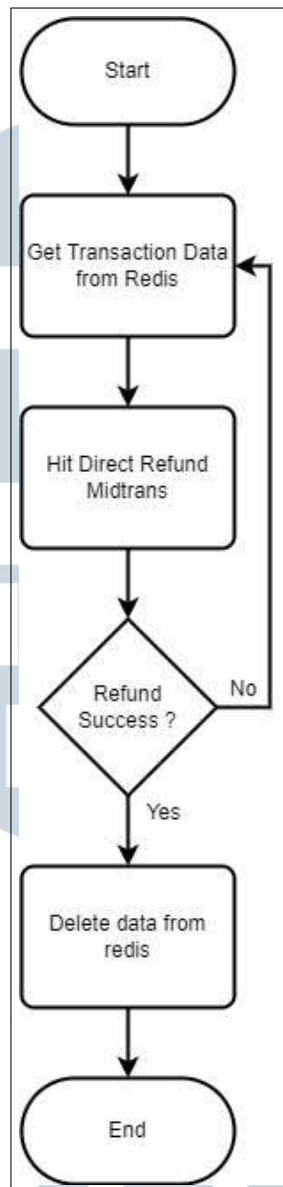 Start
Get Transaction Data
from Redis
Hit Direct Refund
Midtrans
Refund
Success ?
No
Yes
Delete data from
redis
End